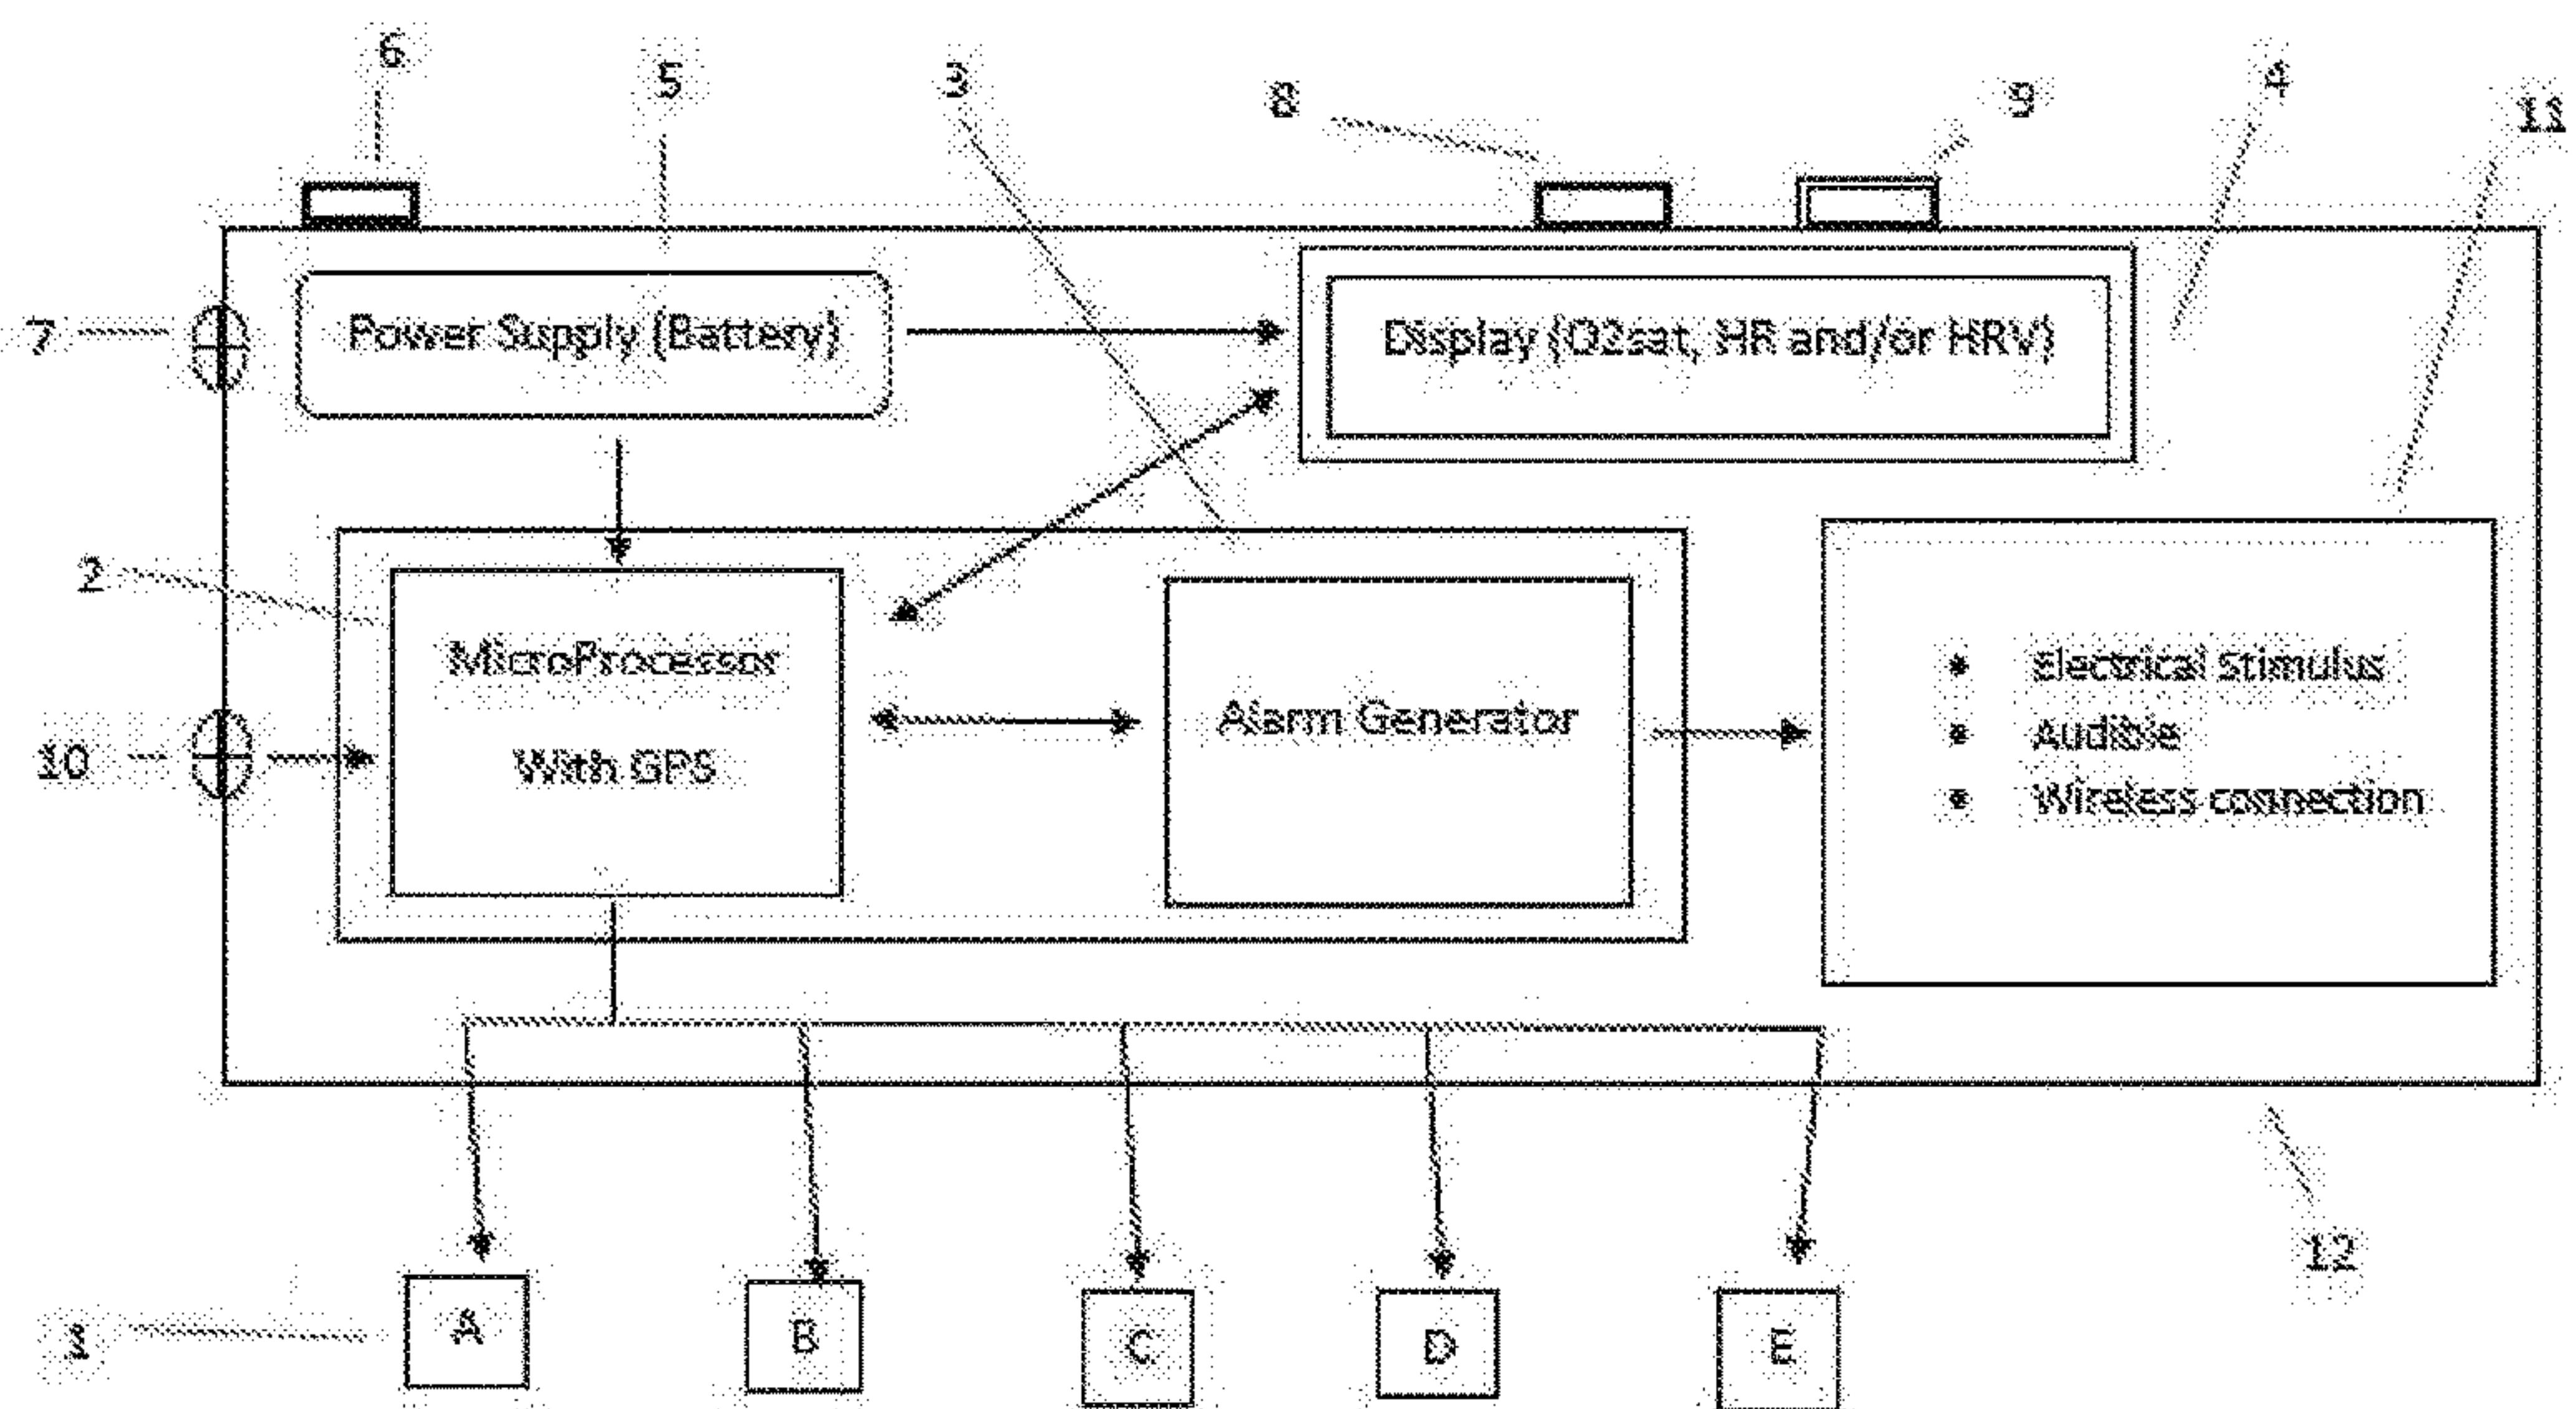 6
5
3
8
9
4
11
7
Power Supply (Battery)
Display (O2sat, HR and/or HRV)
2
MicroProcessor
With GPS
Alarm Generator
• Electrical Stimulus
• Audible
• Wireless connection
10
12
1
A
B
C
D
E